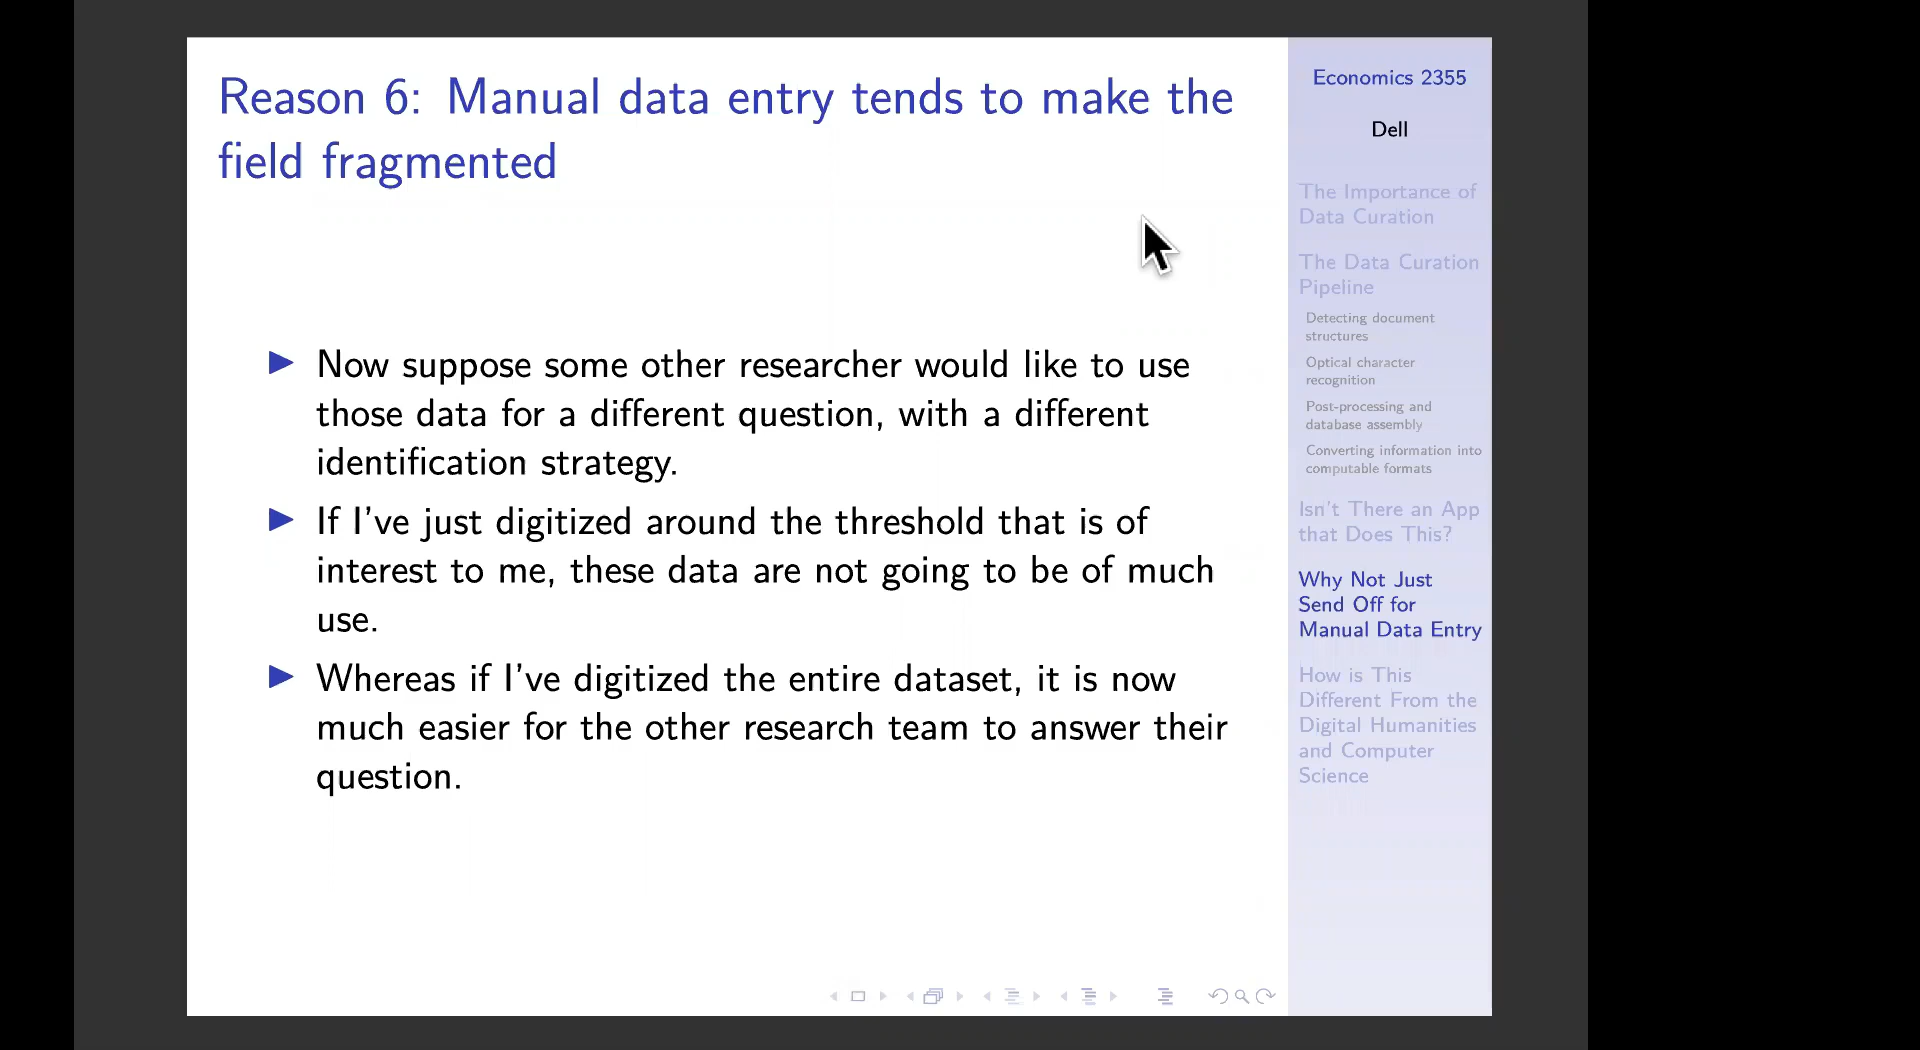 Reason 6: Manual data entry tends to make the
field fragmented
Now suppose some other researcher would like to use
those data for a different question, with a different
identification strategy.
If I've just digitized around the threshold that is of
interest to me, these data are not going to be of much
use.
Whereas if I've digitized the entire dataset, it is now
much easier for the other research team to answer their
question.
Economics 2355
Dell
The Importance of
Data Curation
The Data Curation
Pipeline
Detecting document
structures
Optical character
recognition
Post-processing and
database assembly
Converting information into
computable formats
Isn't There an App
that Does This?
Why Not Just
Send Off for
Manual Data Entry
How is This
Different From the
Digital Humanities
and Computer
Science